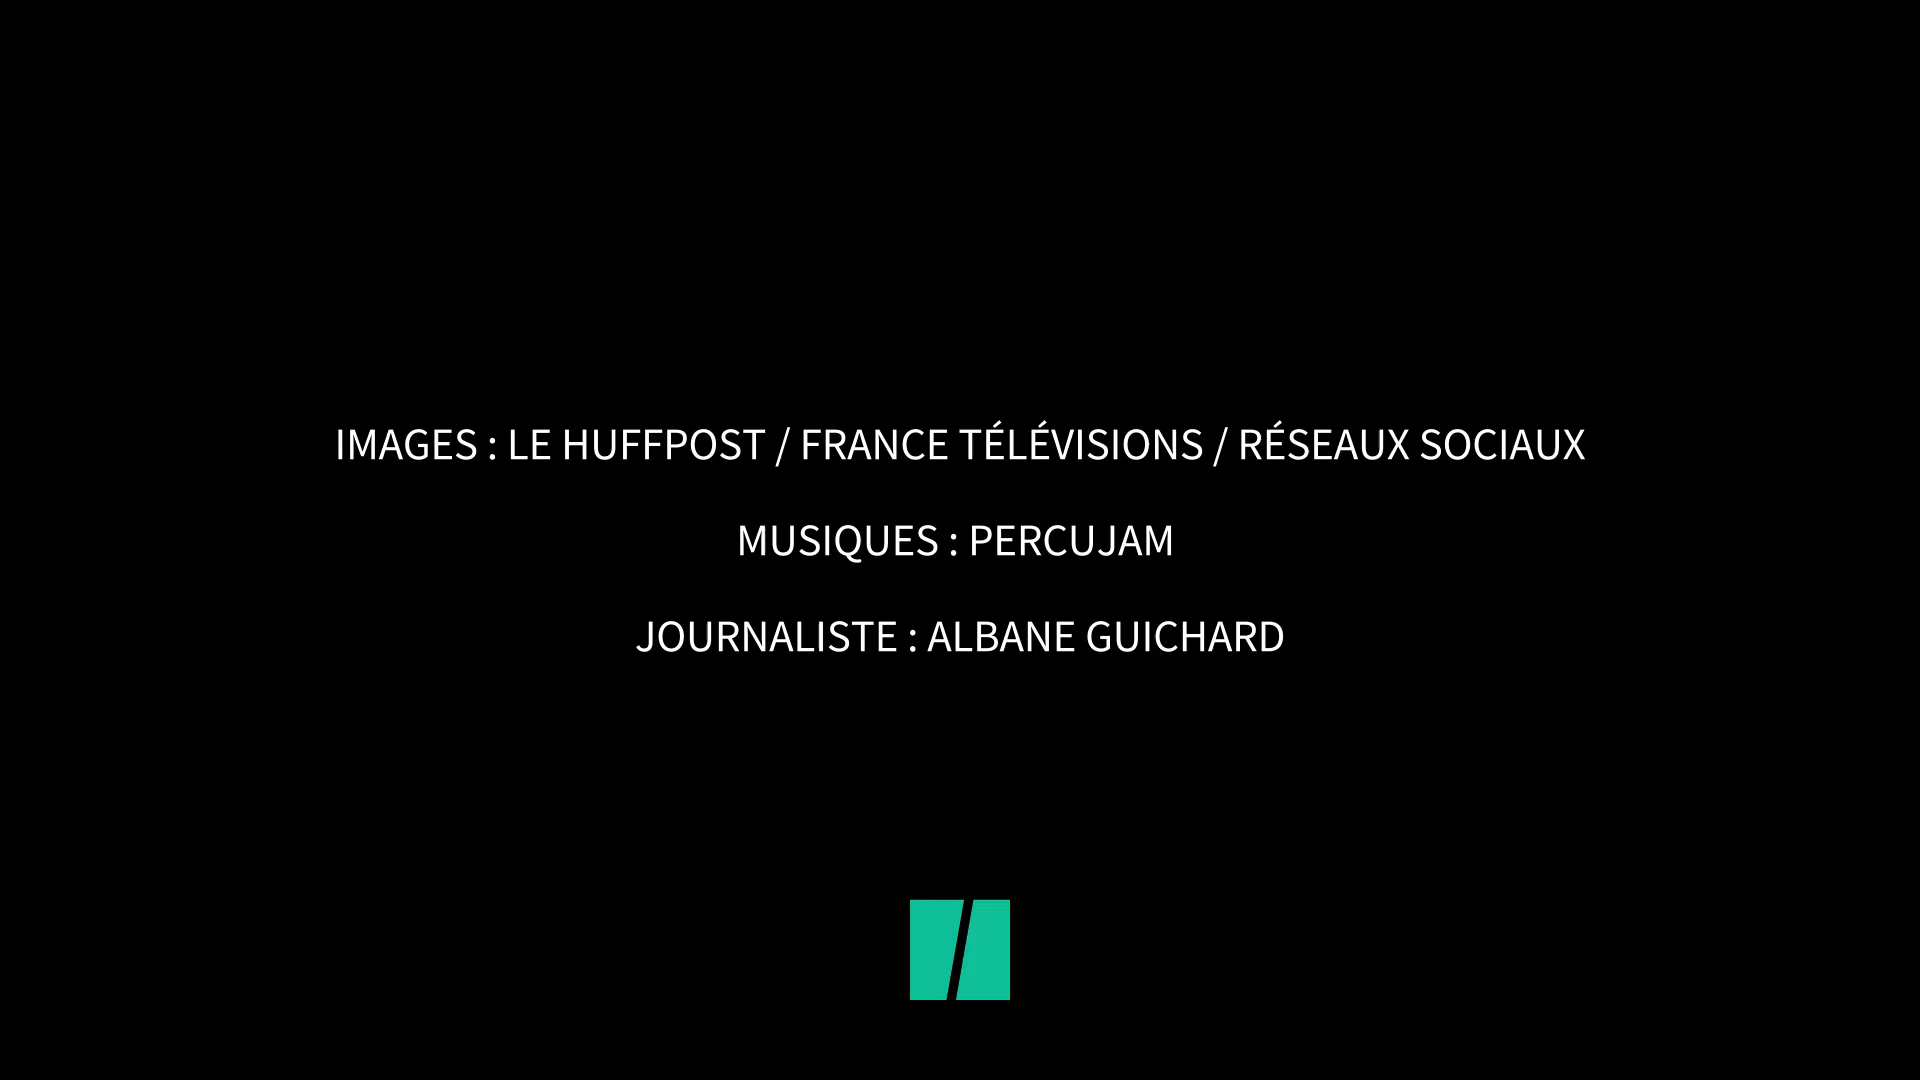 IMAGES : LE HUFFPOST / FRANCE TÉLÉVISIONS / RÉSEAUX SOCIAUX
MUSIQUES : PERCUJAM
JOURNALISTE : ALBANE GUICHARD